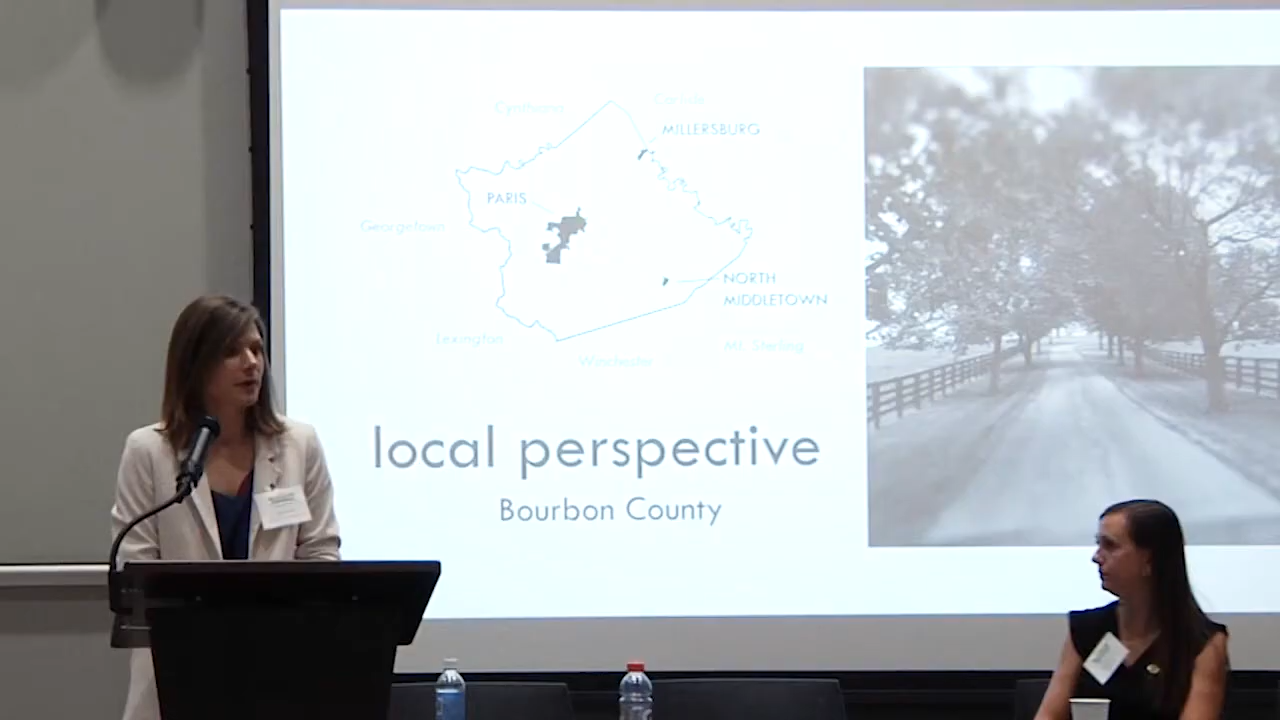 Cynthiana
Carlisle
MILLERSBURG
PARIS
Georgetown
NORTH
MIDDLETOWN
Lexington
Mt. Sterling
Winchester
local perspective
Bourbon County